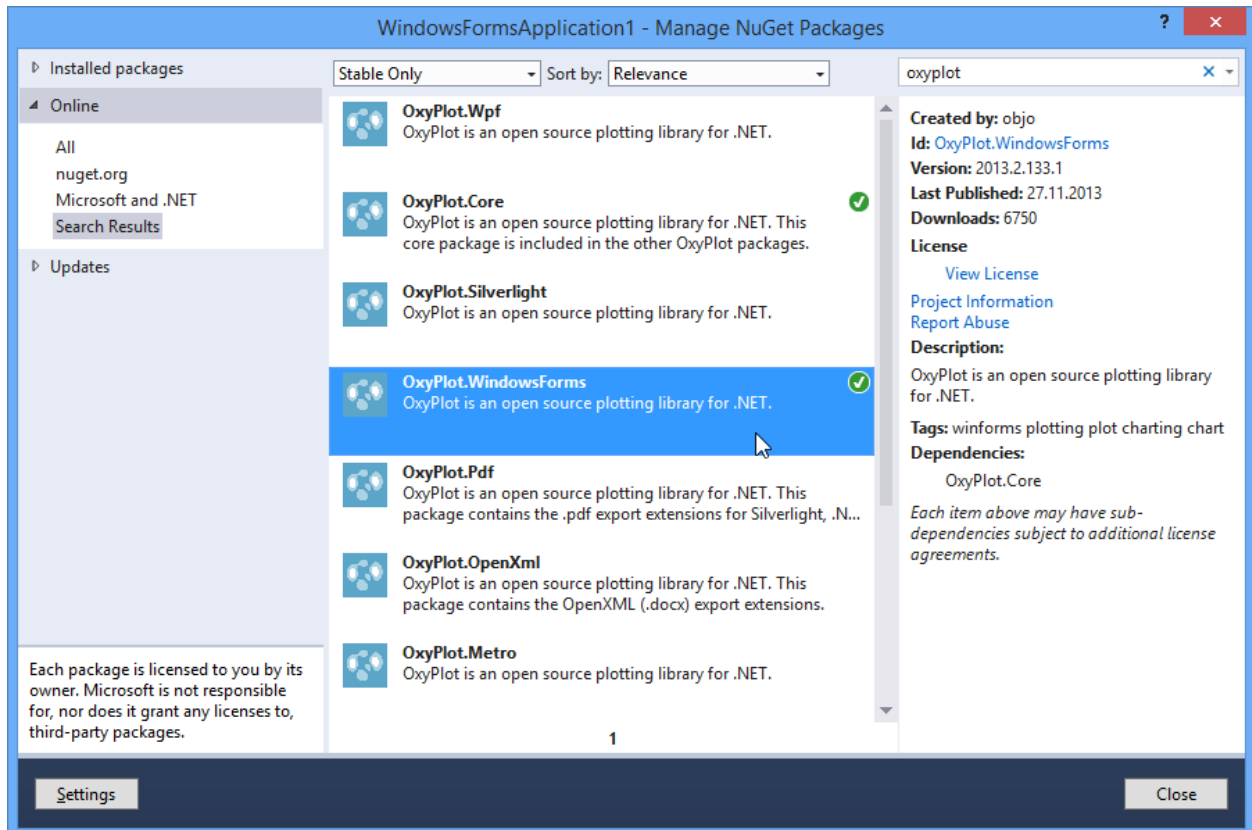 WindowsFormsApplication1 - Manage NuGet Packages
?
Installed packages
Online
All
nuget.org
Microsoft and .NET
Search Results
Updates
Each package is licensed to you by its
owner. Microsoft is not responsible
for, nor does it grant any licenses to,
third-party packages.
Stable Only
Sort by: Relevance
OxyPlot.Wpf
OxyPlot is an open source plotting library for .NET.
OxyPlot.Core
OxyPlot is an open source plotting library for .NET. This
core package is included in the other OxyPlot packages.
OxyPlot.Silverlight
OxyPlot is an open source plotting library for .NET.
OxyPlot.WindowsForms
OxyPlot is an open source plotting library for .NET.
OxyPlot.Pdf
OxyPlot is an open source plotting library for .NET. This
package contains the .pdf export extensions for Silverlight, .N...
OxyPlot.OpenXml
OxyPlot is an open source plotting library for .NET. This
package contains the OpenXML (.docx) export extensions.
OxyPlot.Metro
OxyPlot is an open source plotting library for .NET.
1
oxyplot
Created by: objo
Id: OxyPlot.WindowsForms
Version: 2013.2.133.1
Last Published: 27.11.2013
Downloads: 6750
License
View License
Project Information
Report Abuse
Description:
OxyPlot is an open source plotting library
for .NET.
Tags: winforms plotting plot charting chart
Dependencies:
OxyPlot.Core
Each item above may have sub-
dependencies subject to additional license
agreements.
Settings
Close